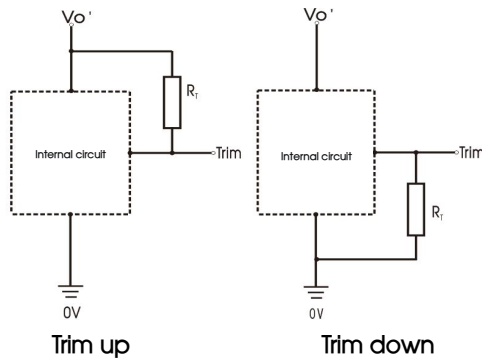 Vo'
RT
Internal circuit
Trim
0V
Trim up
Vo'
Internal circuit
Trim
RT
0V
Trim down